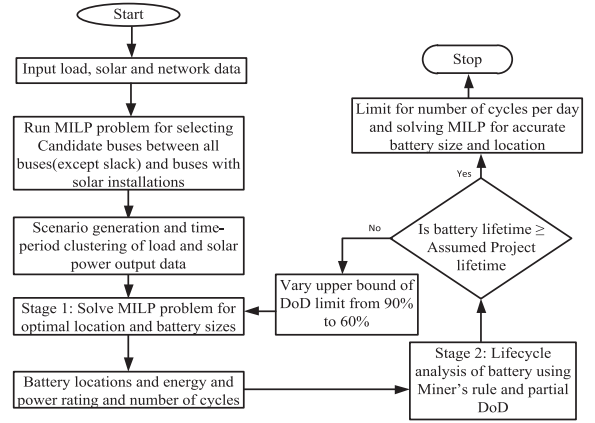 Start
Input load, solar and network data
Run MILP problem for selecting
Candidate buses between all
buses(except slack) and buses with
solar installations
Scenario generation and time-
period clustering of load and solar
power output data
Stage 1: Solve MILP problem for
optimal location and battery sizes
Battery locations and energy and
power rating and number of cycles
Stage 2: Lifecycle
analysis of battery using
Miner's rule and partial
DoD
Is battery lifetime ≥
Assumed Project
lifetime
No
Vary upper bound of
DoD limit from 90%
to 60%
Yes
Limit for number of cycles per day
and solving MILP for accurate
battery size and location
Stop